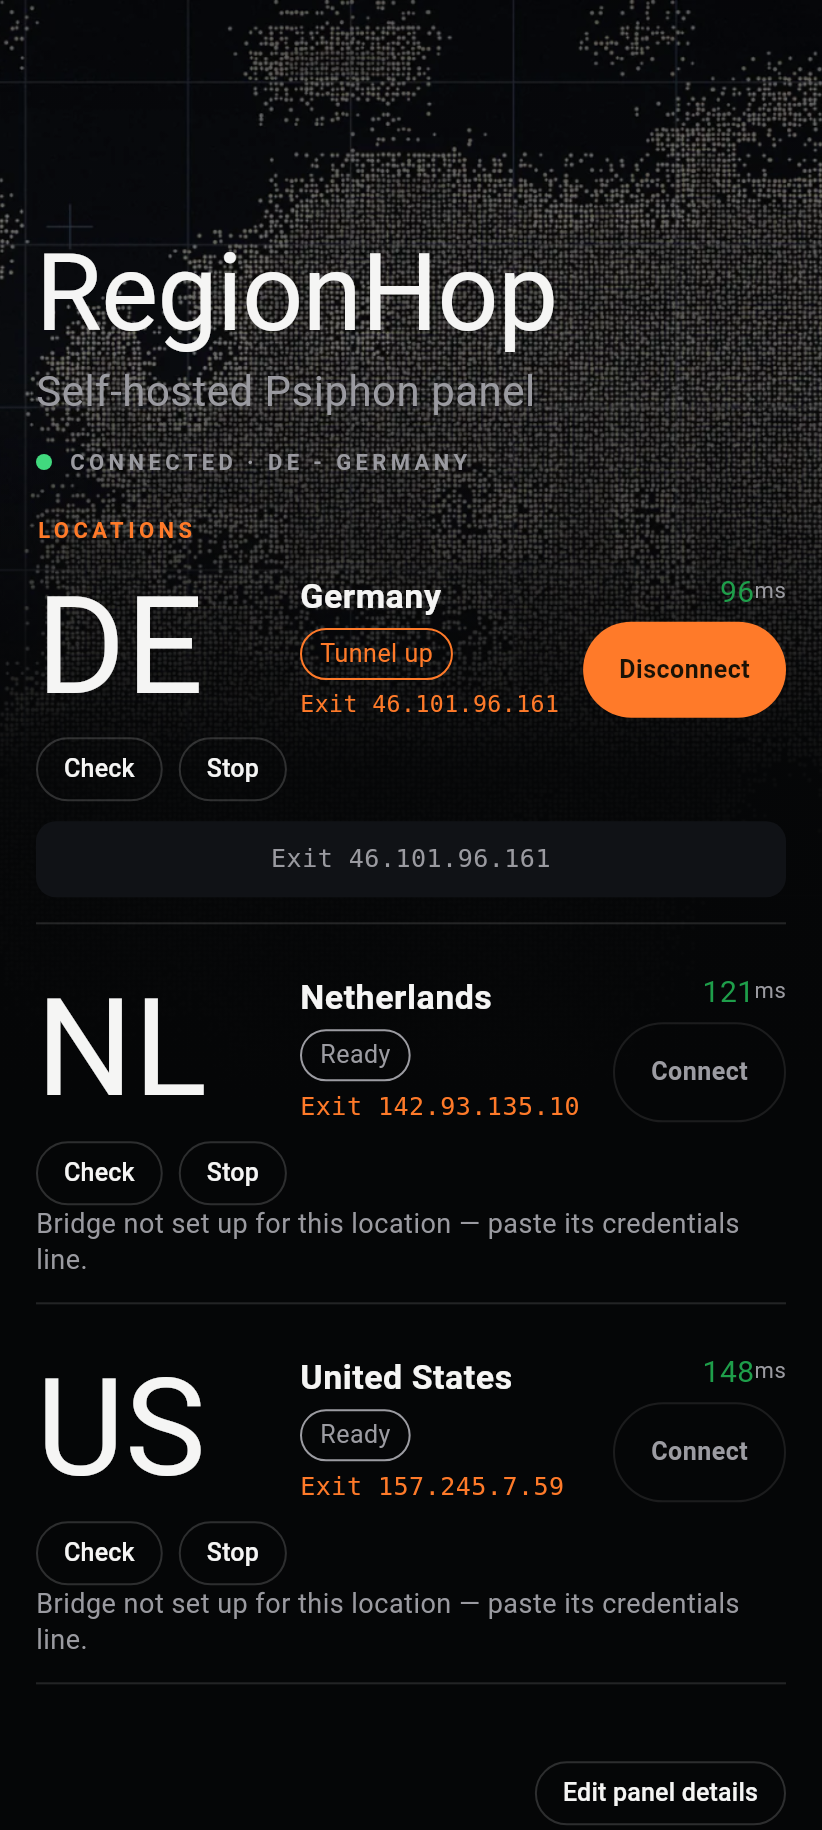 RegionHop
Self-hosted Psiphon panel
CONNECTED · DE - GERMANY
LOCATIONS
DE
Germany
96ms
Tunnel up
Exit 46.101.96.161
Disconnect
Check
Stop
Exit 46.101.96.161
NL
Netherlands
121ms
Ready
Exit 142.93.135.10
Connect
Check
Stop
Bridge not set up for this location — paste its credentials
line.
US
United States
148ms
Ready
Exit 157.245.7.59
Connect
Check
Stop
Bridge not set up for this location — paste its credentials
line.
Edit panel details